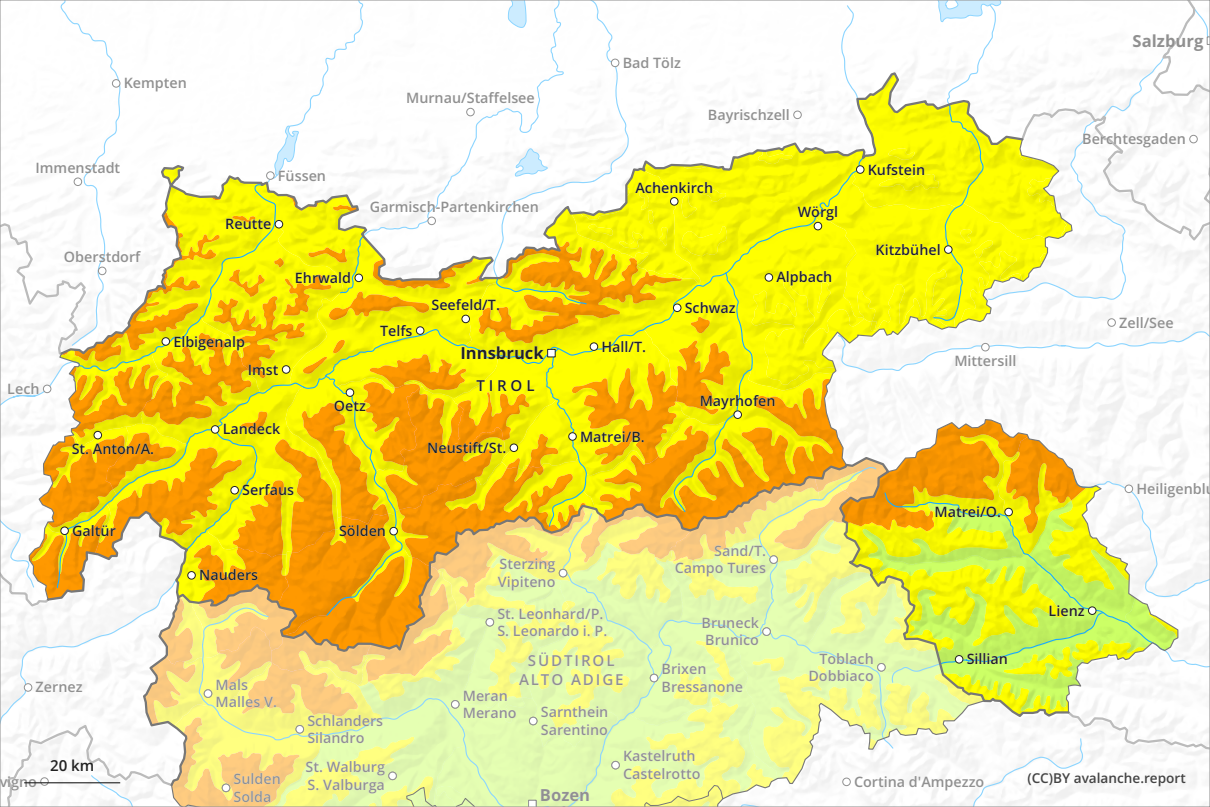 Salzburg
Bad Tölz
Kempten
Murnau/Staffelsee
Bayrischzell
Berchtesgaden
Immenstadt
Füssen
Kufstein
Achenkirch
Garmisch-Partenkirchen
Wörgl
Reutte
Kitzbühel
Oberstdorf
Ehrwald
Alpbach
Seefeld/T.
Schwaz
Telfs
Zell/See
Elbigenalp
Innsbruck
Hall/T.
Mittersill
Imst
TIROL
Lech
Oetz
Mayrhofen
Landeck
Matrei/B.
St. Anton/A.
Neustift/St.
Serfaus
Heiligenblu
Matrei/O.
Galtür
Sölden
Sand/T.
Campo Tures
Sterzing
Vipiteno
Nauders
St. Leonhard/P.
S. Leonardo i. P.
Lienz
Bruneck
Brunico
SÜDTIROL
ALTO ADIGE
Toblach
Dobbiaco
Sillian
Brixen
Bressanone
Zernez
Mals
Malles V.
Meran
Merano
Sarnthein
Sarentino
Schlanders
Silandro
Kastelruth
Castelrotto
St. Walburg
S. Valburga
20 km
vigno
Sulden
Solda
Cortina d'Ampezzo
(CC)BY avalanche.report
Bozen